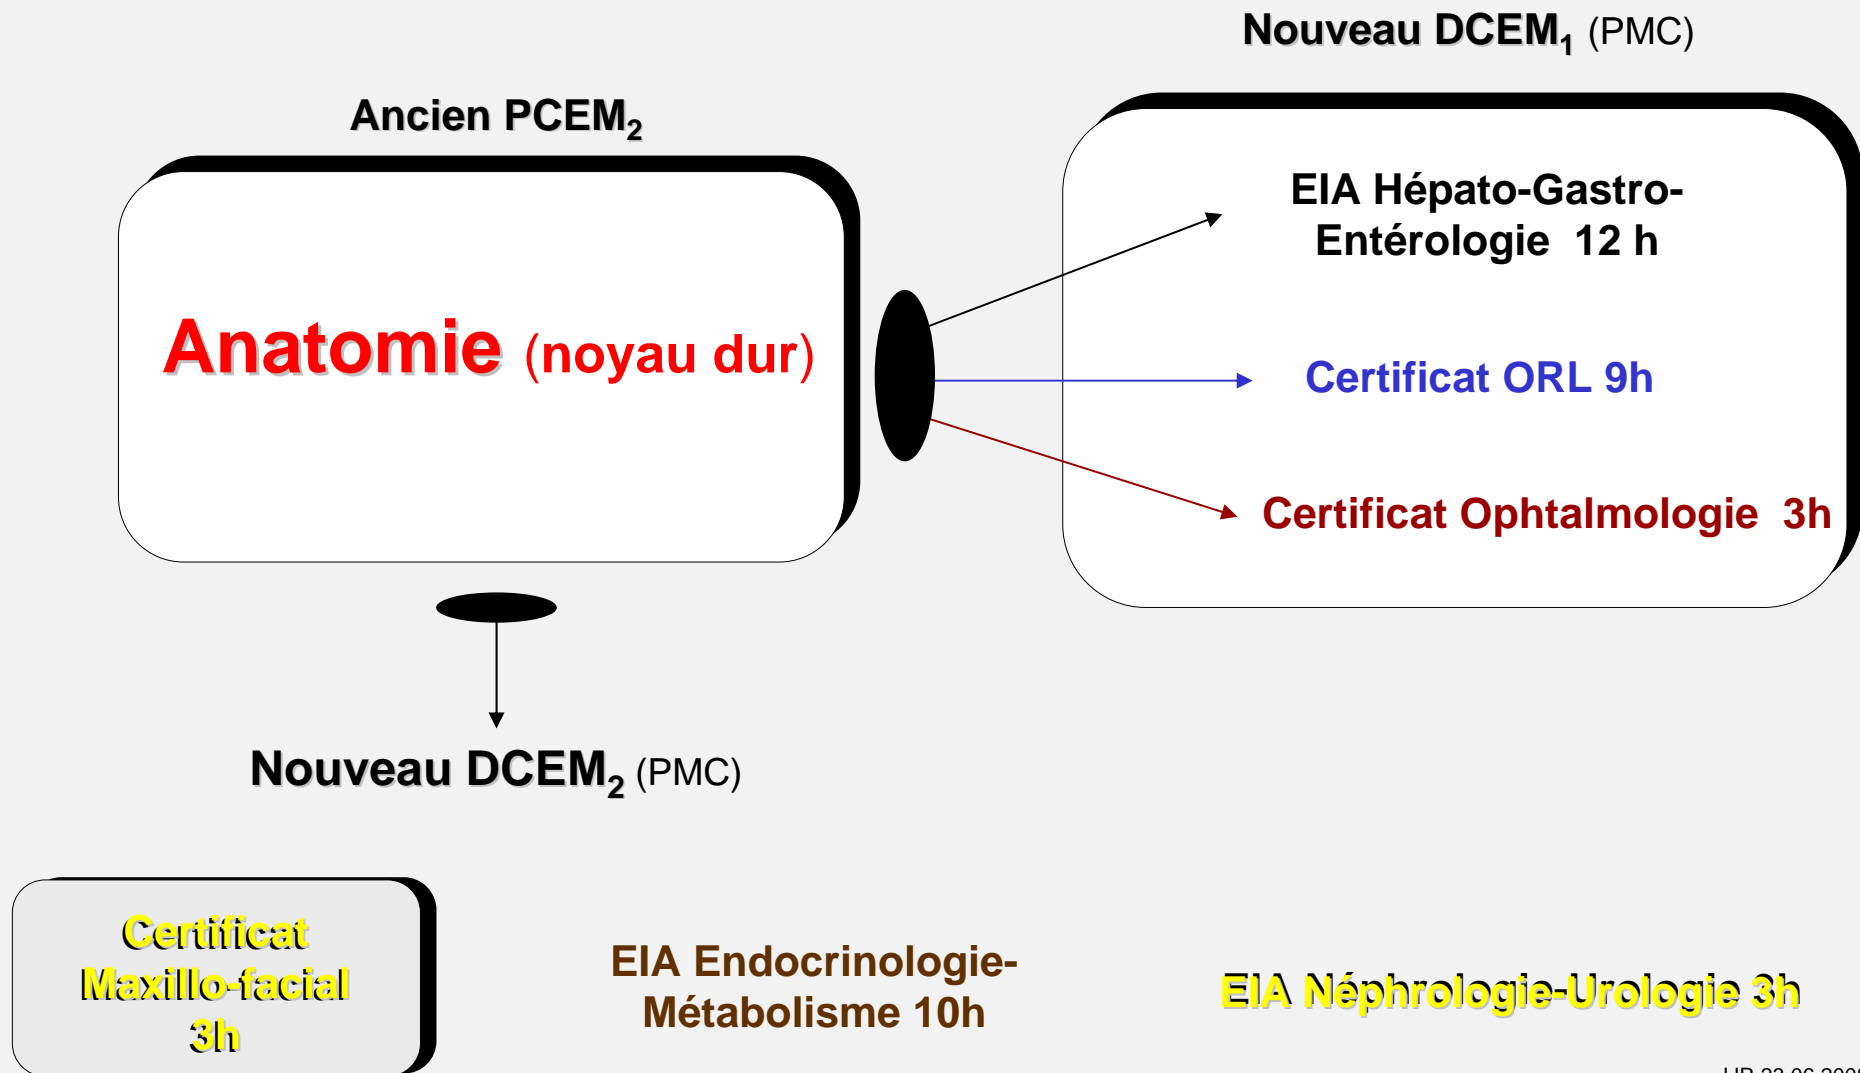 Nouveau DCEM₁ (PMC)
Ancien PCEM₂
EIA Hépato-Gastro-
Entérologie 12 h
Anatomie (noyau dur)
Certificat ORL 9h
Certificat Ophtalmologie 3h
Nouveau DCEM₂ (PMC)
Certificat
Maxillo-facial
3h
EIA Endocrinologie-
Métabolisme 10h
EIA Néphrologie-Urologie 3h